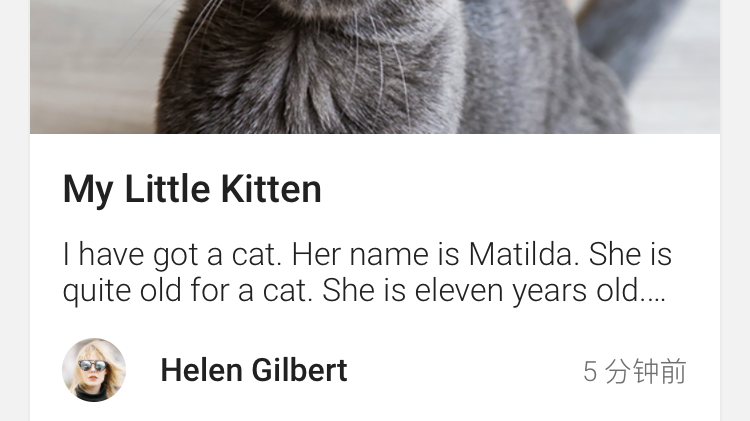 My Little Kitten
I have got a cat. Her name is Matilda. She is
quite old for a cat. She is eleven years old.…
Helen Gilbert
5 分钟前